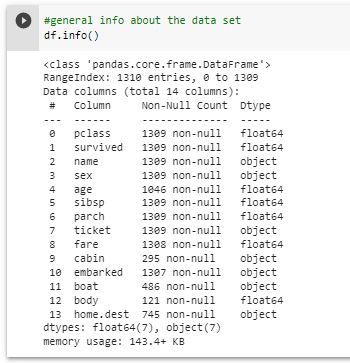 #general info about the data set
df.info()
<class 'pandas.core.frame.DataFrame'>
RangeIndex: 1310 entries, 0 to 1309
Data columns (total 14 columns):
 #   Column     Non-Null Count  Dtype
---  ------     --------------  -----
 0   pclass     1309 non-null   float64
 1   survived   1309 non-null   float64
 2   name       1309 non-null   object
 3   sex        1309 non-null   object
 4   age        1046 non-null   float64
 5   sibsp      1309 non-null   float64
 6   parch      1309 non-null   float64
 7   ticket     1309 non-null   object
 8   fare       1308 non-null   float64
 9   cabin      295 non-null    object
 10  embarked   1307 non-null   object
 11  boat       486 non-null    object
 12  body       121 non-null    float64
 13  home.dest  745 non-null    object
dtypes: float64(7), object(7)
memory usage: 143.4+ KB